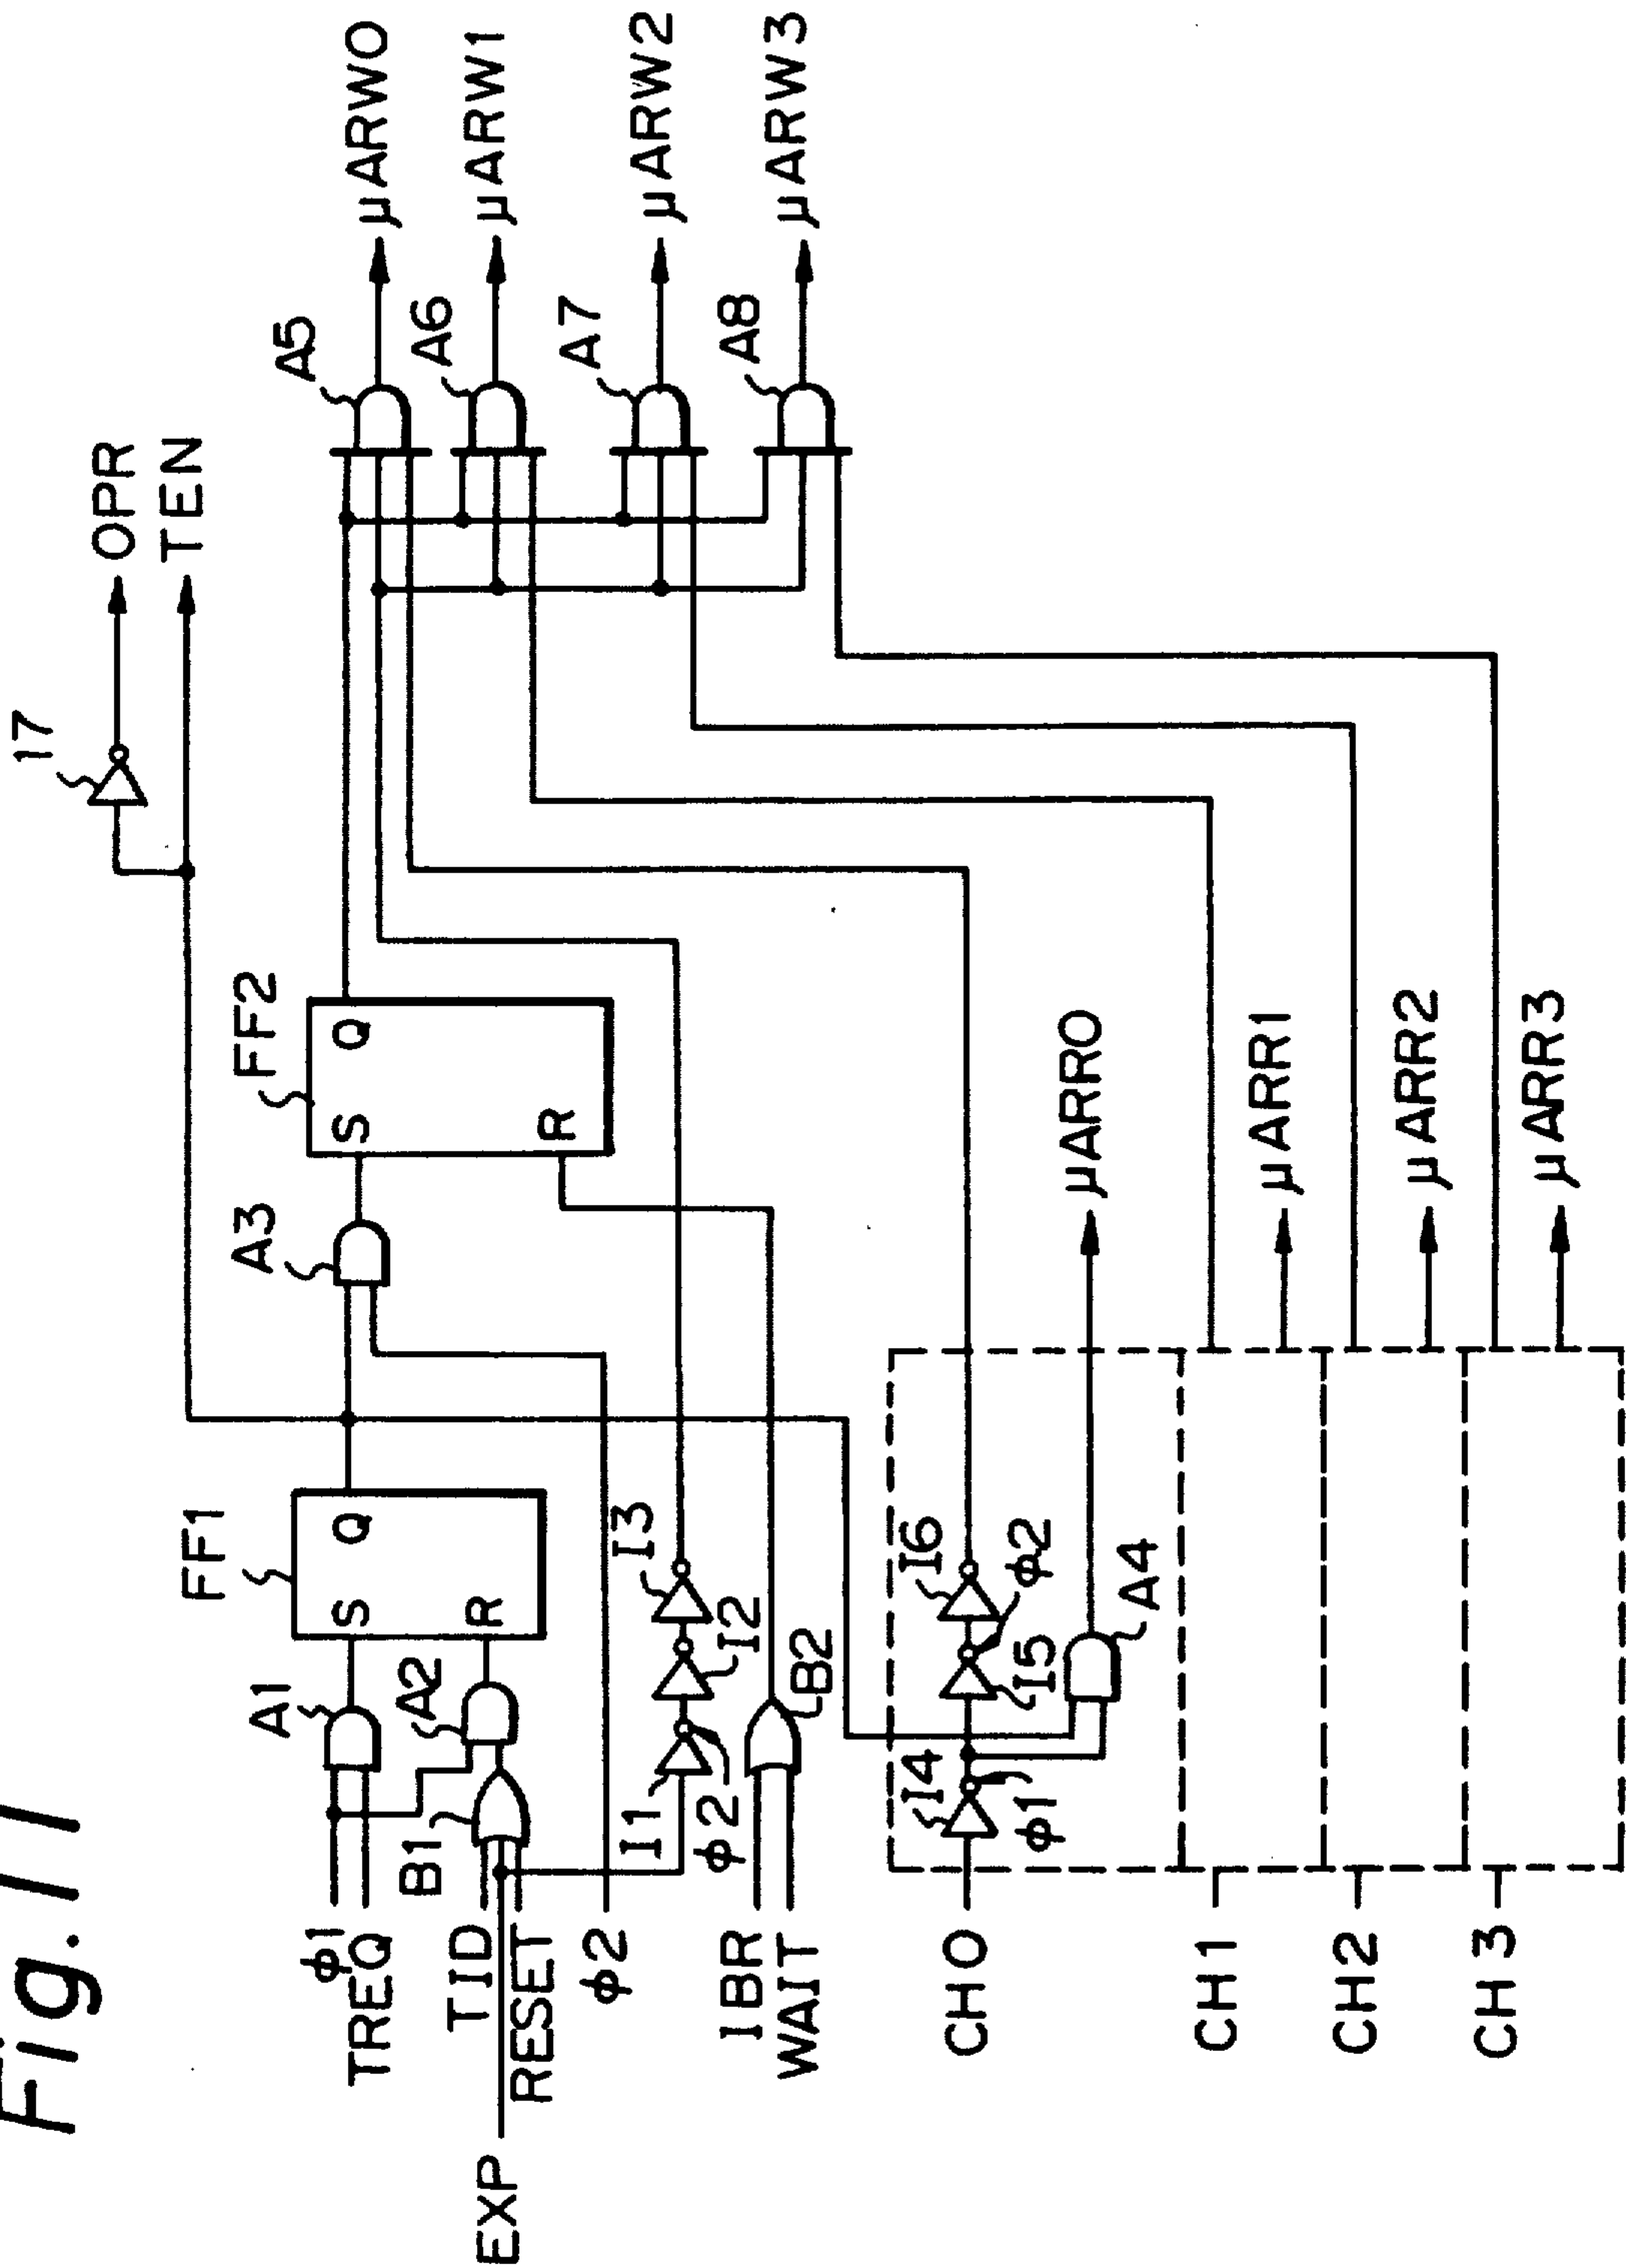 Fig. 11
I7
OPR
TEN
FF1
A1
S
Q
R
A2
B1
A3
FF2
S
Q
R
A5
A6
A7
A8
μARW0
μARW1
μARW2
μARW3
φ1
TREQ
TID
EXP
RESET
φ2
I1
φ2
I2
I3
IBR
WAIT
B2
CH0
I4
φ1
I5
I6
φ2
A4
μARR0
CH1
μARR1
CH2
μARR2
CH3
μARR3